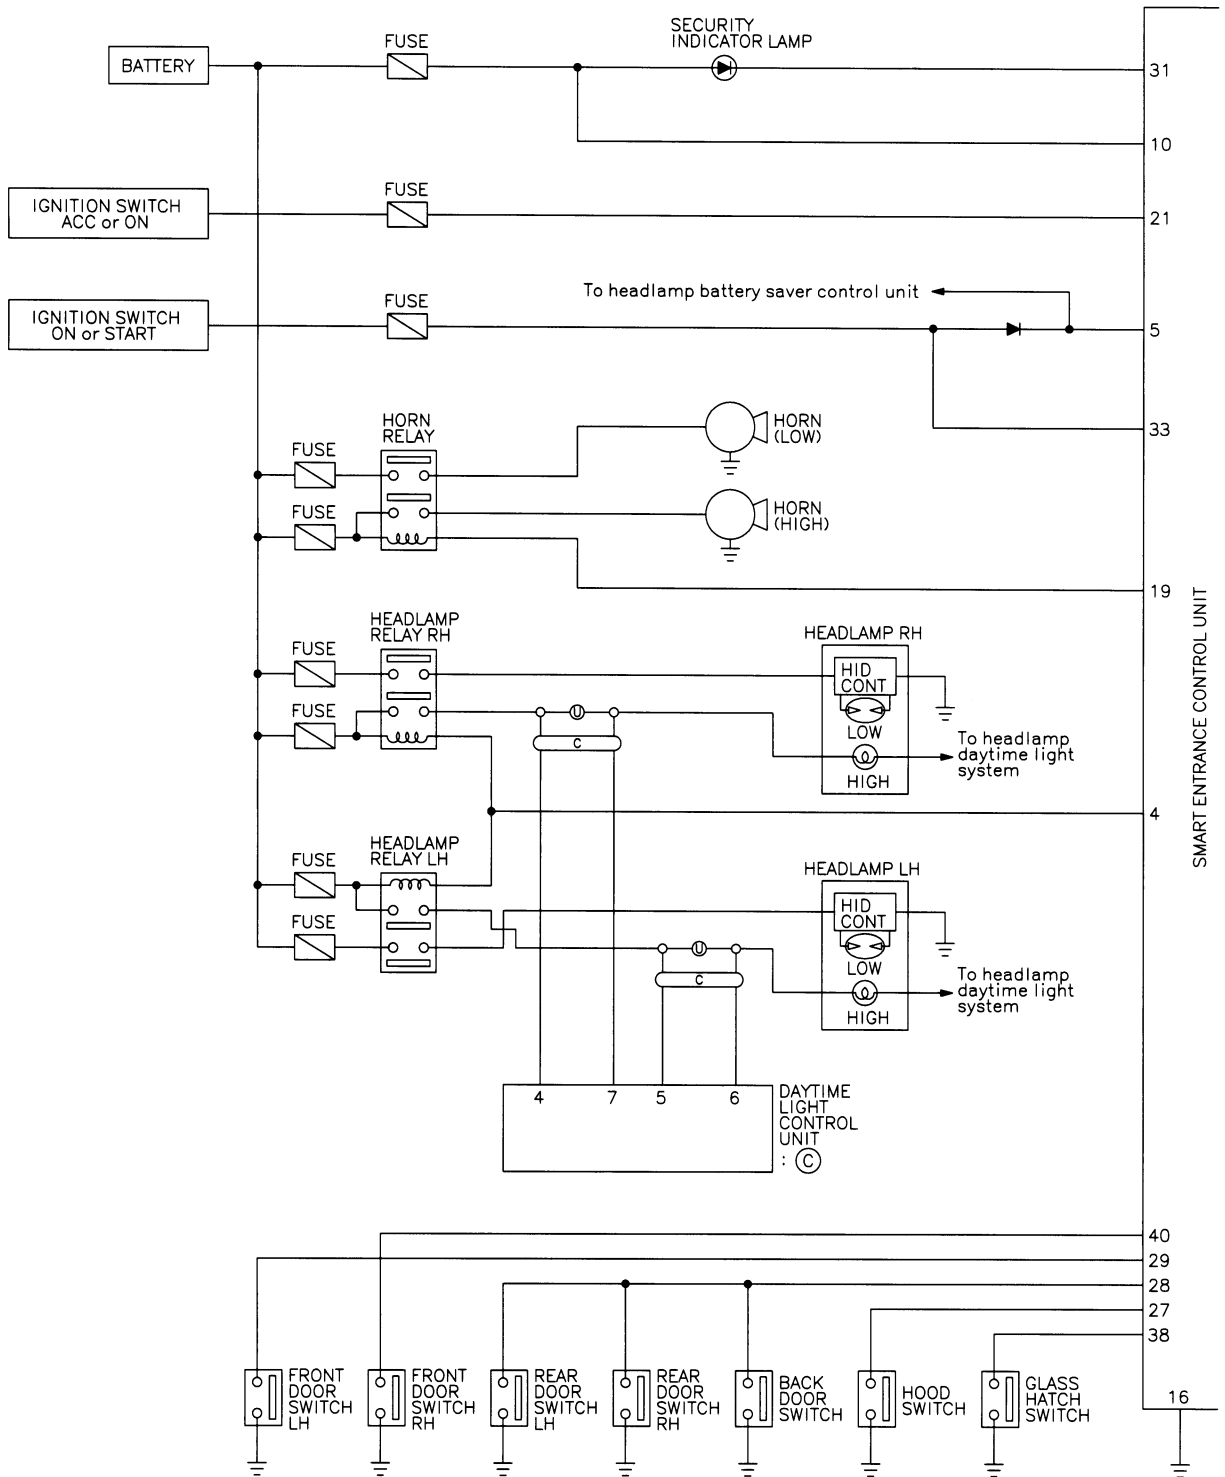 SECURITY
INDICATOR LAMP
FUSE
BATTERY
31
10
FUSE
IGNITION SWITCH
ACC or ON
21
To headlamp battery saver control unit
FUSE
IGNITION SWITCH
ON or START
5
HORN
RELAY
HORN
(LOW)
33
FUSE
FUSE
HORN
(HIGH)
19
HEADLAMP
RELAY RH
HEADLAMP RH
FUSE
HID
CONT
FUSE
U
LOW
C
To headlamp
daytime light
system
HIGH
4
SMART ENTRANCE CONTROL UNIT
HEADLAMP
RELAY LH
FUSE
HEADLAMP LH
HID
CONT
FUSE
U
LOW
C
To headlamp
daytime light
system
HIGH
4 7 5 6
DAYTIME
LIGHT
CONTROL
UNIT
: C
40
29
28
27
38
FRONT
DOOR
SWITCH
LH
FRONT
DOOR
SWITCH
RH
REAR
DOOR
SWITCH
LH
REAR
DOOR
SWITCH
RH
BACK
DOOR
SWITCH
HOOD
SWITCH
GLASS
HATCH
SWITCH
16